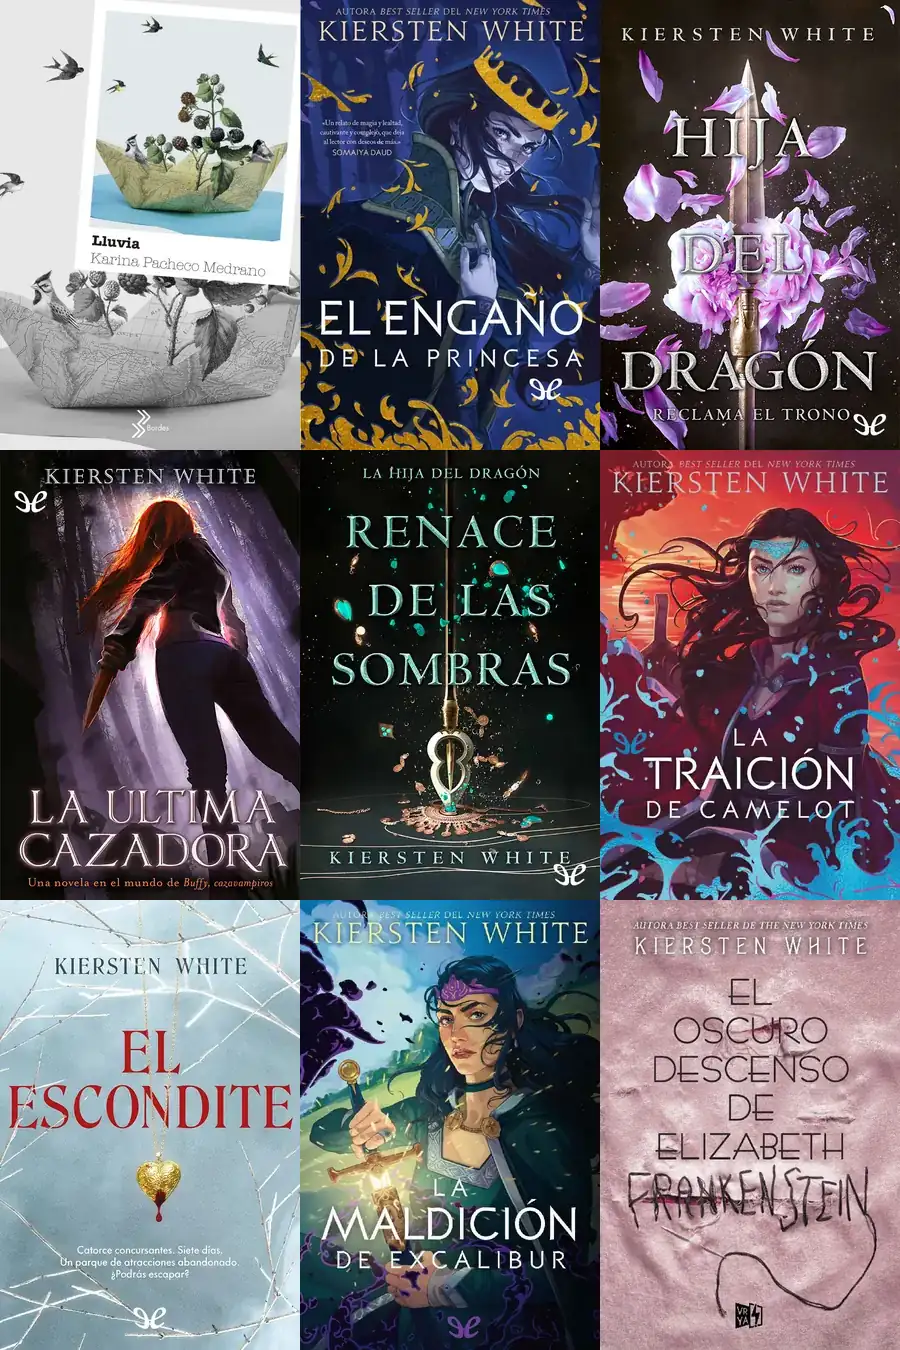 Lluvia
Karina Pacheco Medrano
Bordes
AUTORA BEST SELLER DEL NEW YORK TIMES
KIERSTEN WHITE
«Un relato de magia y lealtad,
cautivante y complejo, que deja
al lector con deseos de más.»
SOMAIYA DAUD
EL ENGAÑO
DE LA PRINCESA
KIERSTEN WHITE
HIJA
DEL
DRAGÓN
RECLAMA EL TRONO
KIERSTEN WHITE
LA ÚLTIMA
CAZADORA
Una novela en el mundo de Buffy, cazavampiros
LA HIJA DEL DRAGÓN
RENACE
DE LAS
SOMBRAS
KIERSTEN WHITE
AUTORA BEST SELLER DEL NEW YORK TIMES
KIERSTEN WHITE
LA
TRAICIÓN
DE CAMELOT
KIERSTEN WHITE
EL
ESCONDITE
Catorce concursantes. Siete días.
Un parque de atracciones abandonado.
¿Podrás escapar?
AUTORA BEST SELLER DEL NEW YORK TIMES
KIERSTEN WHITE
LA
MALDICIÓN
DE EXCALIBUR
AUTORA BEST SELLER DE THE NEW YORK TIMES
KIERSTEN WHITE
EL
OSCURO
DESCENSO
DE
ELIZABETH
FRANKENSTEIN
VR
YA